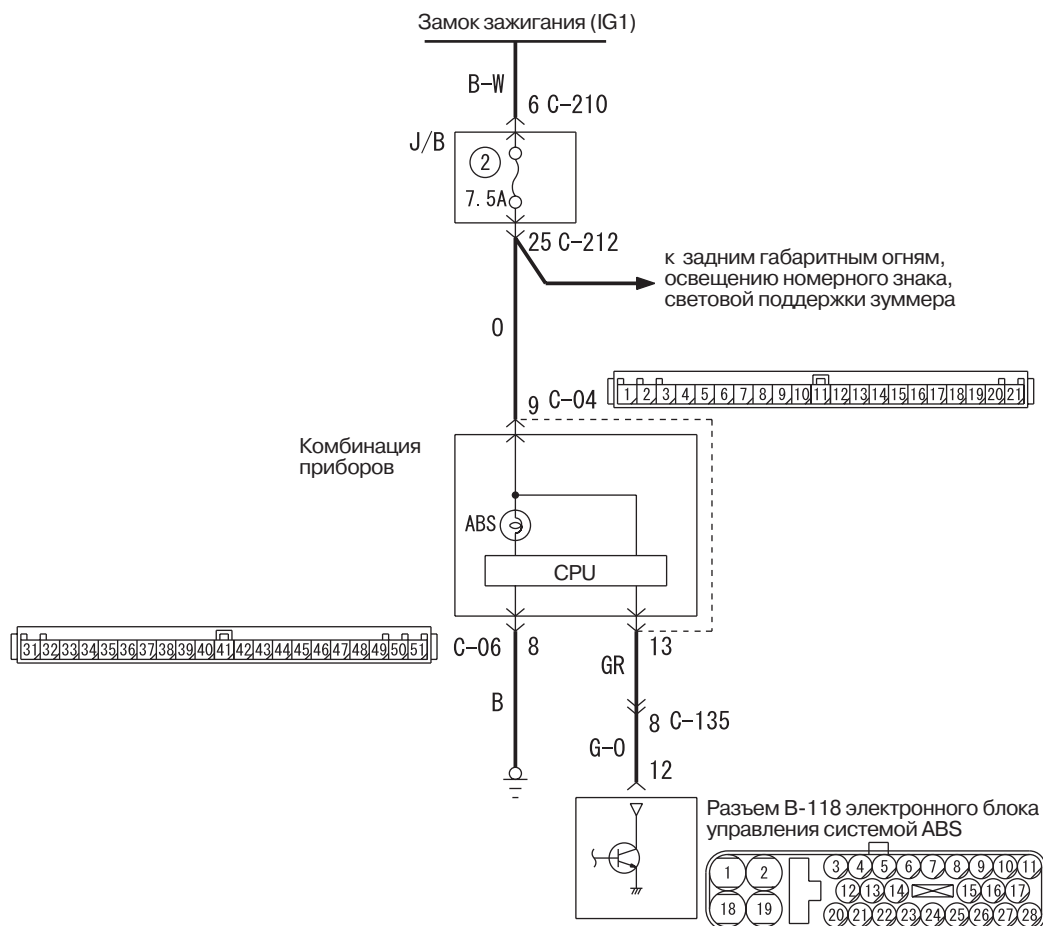 Замок зажигания (IG1)
B-W
6 C-210
J/B
2
7.5A
25 C-212
к задним габаритным огням,
освещению номерного знака,
световой поддержки зуммера
O
9 C-04
1 2 3 4 5 6 7 8 9 10 11 12 13 14 15 16 17 18 19 20 21
Комбинация
приборов
ABS
CPU
31 32 33 34 35 36 37 38 39 40 41 42 43 44 45 46 47 48 49 50 51
C-06 8
13
GR
B
8 C-135
G-O
12
Разъем B-118 электронного блока
управления системой ABS
1 2 3 4 5 6 7 8 9 10 11
12 13 14 15 16 17
18 19 20 21 22 23 24 25 26 27 28